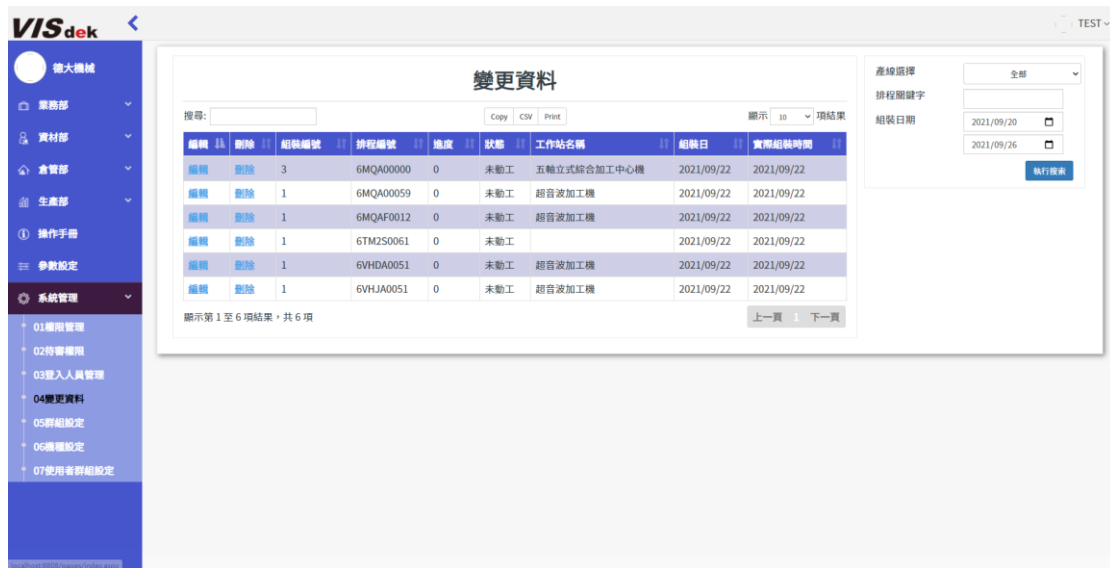 VISdek
TEST
德大機械
業務部
資材部
倉管部
生產部
操作手冊
參數設定
系統管理
01權限管理
02待審權限
03登入人員管理
04變更資料
05群組設定
06機種設定
07使用者群組設定
localhost:8808/pages/index.aspx
變更資料
搜尋:
Copy CSV Print
顯示 10 項結果
編輯 刪除 組裝編號 排程編號 進度 狀態 工作站名稱 組裝日 實際組裝時間
編輯 刪除 3 6MQA00000 0 未動工 五軸立式綜合加工中心機 2021/09/22 2021/09/22
編輯 刪除 1 6MQA00059 0 未動工 超音波加工機 2021/09/22 2021/09/22
編輯 刪除 1 6MQAF0012 0 未動工 超音波加工機 2021/09/22 2021/09/22
編輯 刪除 1 6TM2S0061 0 未動工 2021/09/22 2021/09/22
編輯 刪除 1 6VHDA0051 0 未動工 超音波加工機 2021/09/22 2021/09/22
編輯 刪除 1 6VHJA0051 0 未動工 超音波加工機 2021/09/22 2021/09/22
顯示第 1 至 6 項結果，共 6 項
上一頁 1 下一頁
產線選擇 全部
排程關鍵字
組裝日期 2021/09/20
2021/09/26
執行搜索